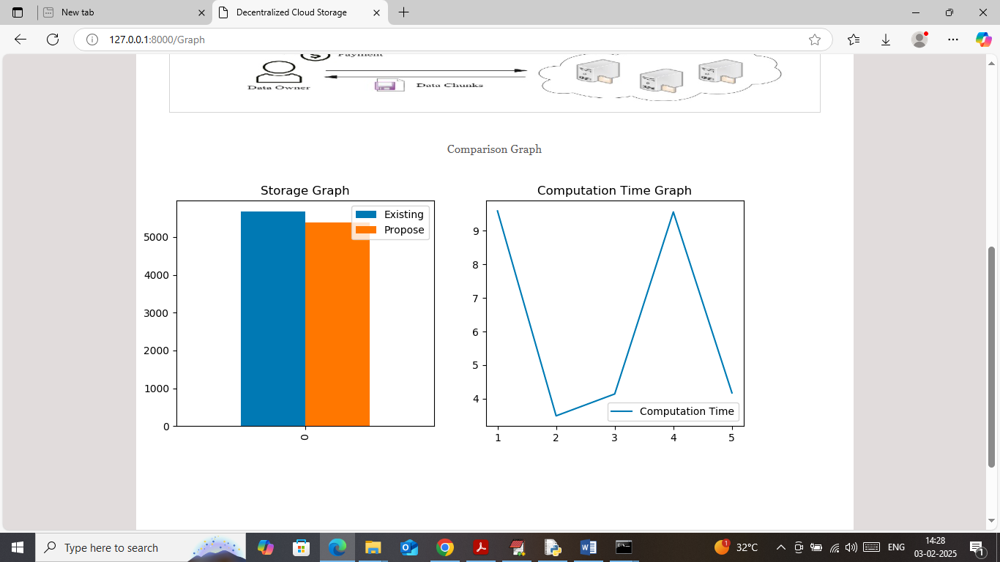 New tab
Decentralized Cloud Storage
127.0.0.1:8000/Graph
Payment
Data Owner
Data Chunks
Comparison Graph
Storage Graph
Existing
Propose
5000
4000
3000
2000
1000
0
0
Computation Time Graph
9
8
7
6
5
4
Computation Time
1 2 3 4 5
Type here to search
1
32°C
ENG
14:28
03-02-2025
1